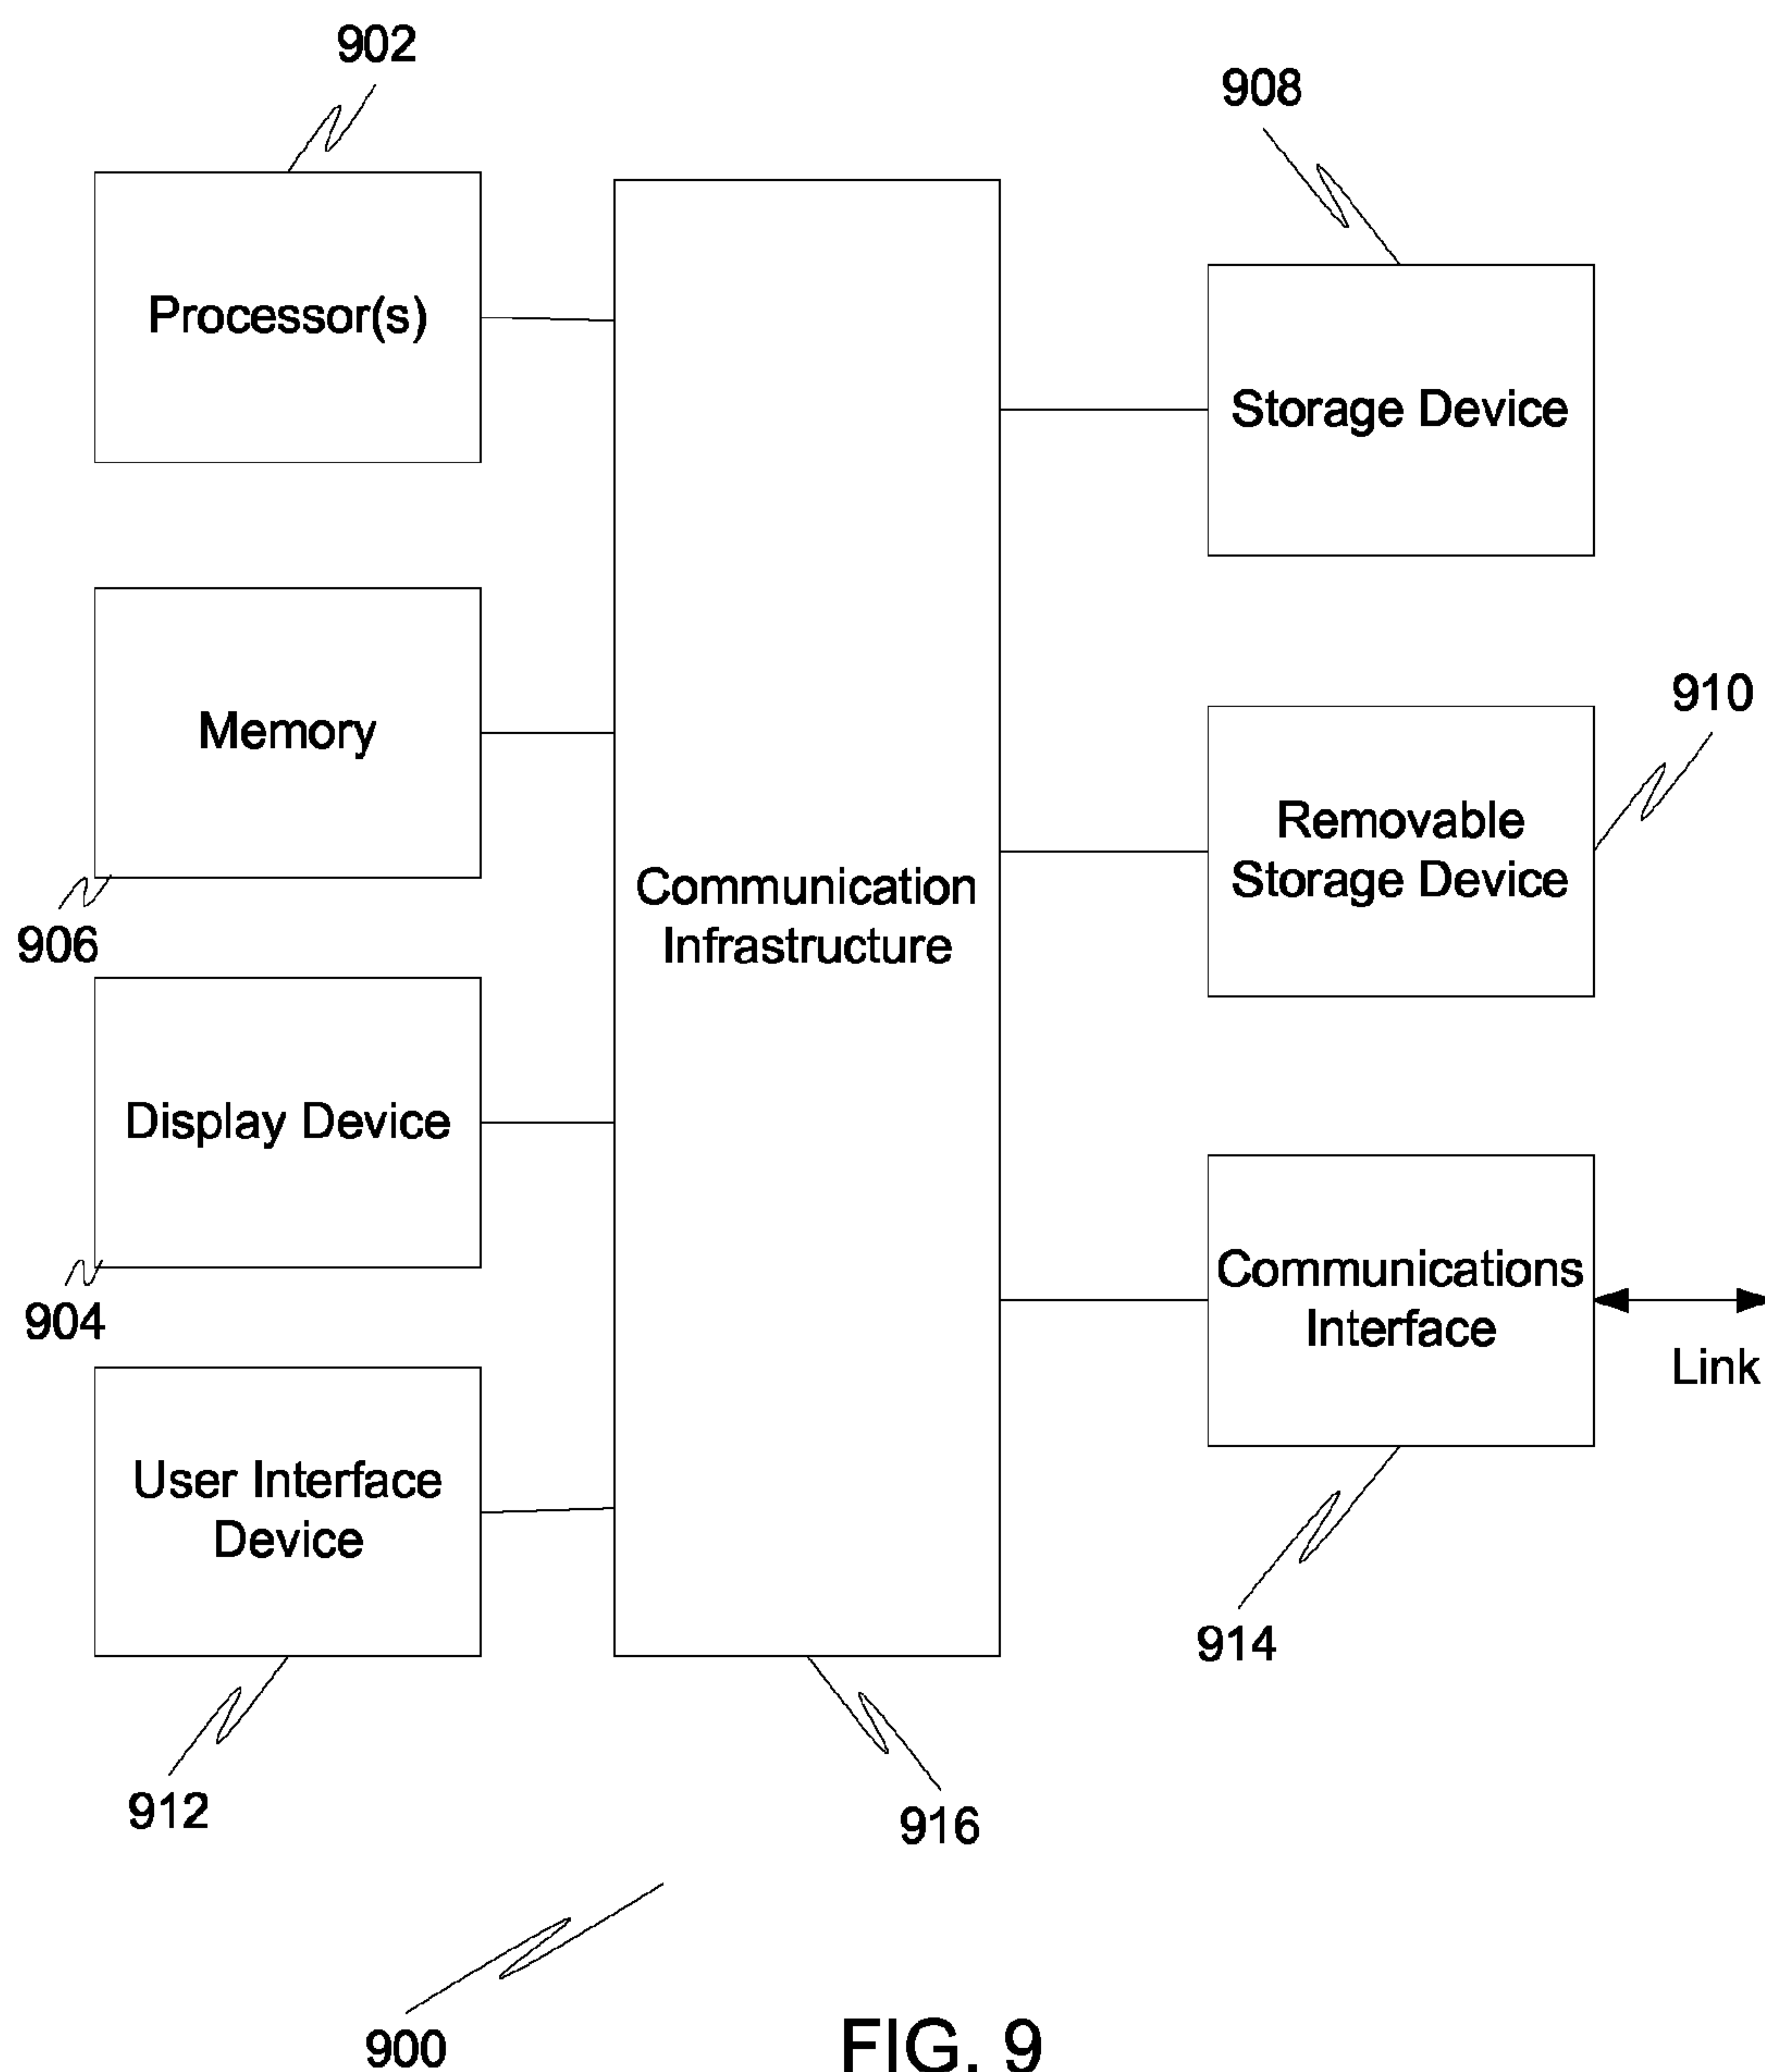 902
908
Processor(s)
Storage Device
910
Memory
Removable
Storage Device
Communication
Infrastructure
906
Display Device
Communications
Interface
904
Link
User Interface
Device
914
912
916
900
FIG. 9